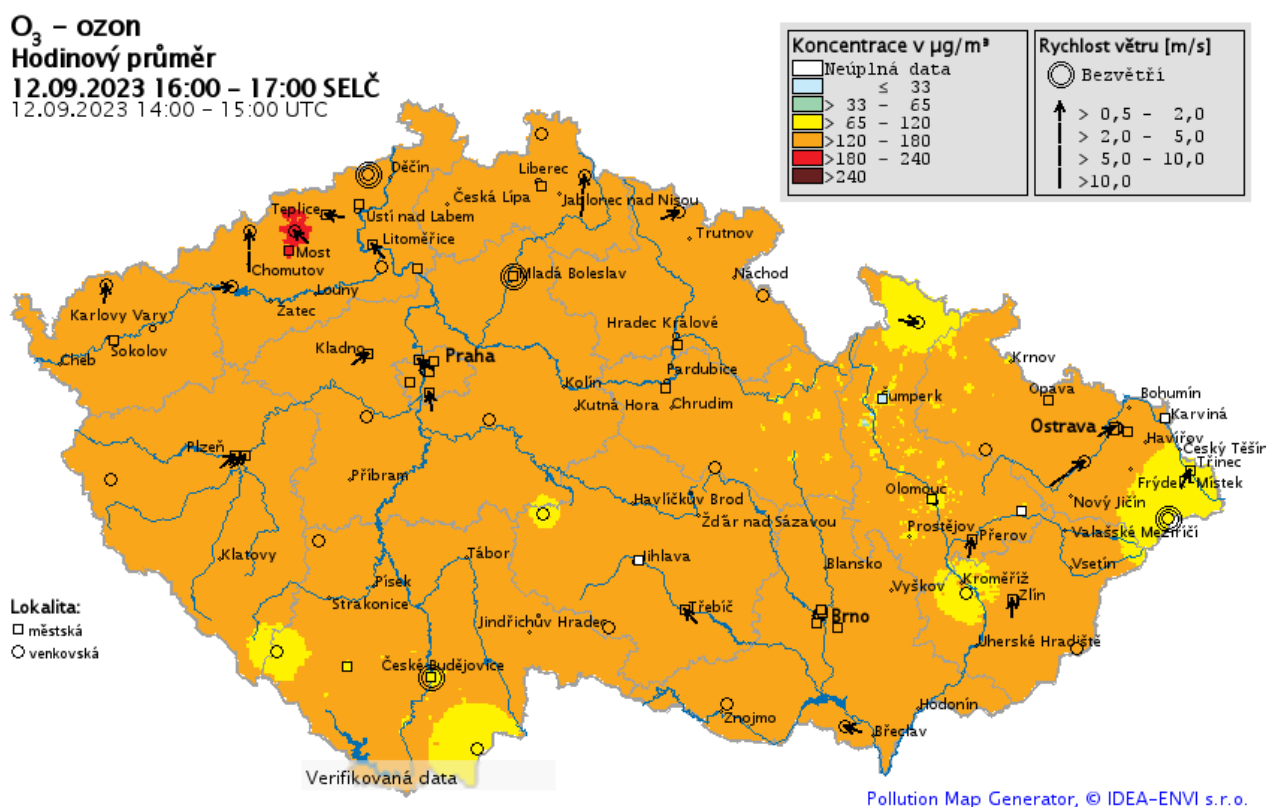 O₃ – ozon
Hodinový průměr
12.09.2023 16:00 – 17:00 SELČ
12.09.2023 14:00 – 15:00 UTC
Koncentrace v µg/m³
Neúplná data
≤ 33
> 33 – 65
> 65 – 120
>120 – 180
>180 – 240
>240
Rychlost větru [m/s]
Bezvětří
> 0,5 – 2,0
> 2,0 – 5,0
> 5,0 – 10,0
>10,0
Děčín
Liberec
Česká Lípa
Jablonec nad Nisou
Teplice
Ústí nad Labem
Litoměřice
Trutnov
Most
Chomutov
Mladá Boleslav
Náchod
Louny
Žatec
Karlovy Vary
Hradec Králové
Sokolov
Kladno
Praha
Cheb
Krnov
Pardubice
Kolín
Opava
Bohumín
Šumperk
Kutná Hora
Chrudim
Karviná
Ostrava
Havířov
Plzeň
Český Těšín
Třinec
Příbram
Frýdek Místek
Olomouc
Havlíčkův Brod
Nový Jičín
Žďár nad Sázavou
Prostějov
Přerov
Valašské Meziříčí
Klatovy
Tábor
Jihlava
Blansko
Vsetín
Písek
Vyškov
Kroměříž
Strakonice
Třebíč
Zlín
Lokalita:
městská
venkovská
Jindřichův Hradec
Brno
Uherské Hradiště
České Budějovice
Hodonín
Znojmo
Břeclav
Verifikovaná data
Pollution Map Generator, © IDEA-ENVI s.r.o.